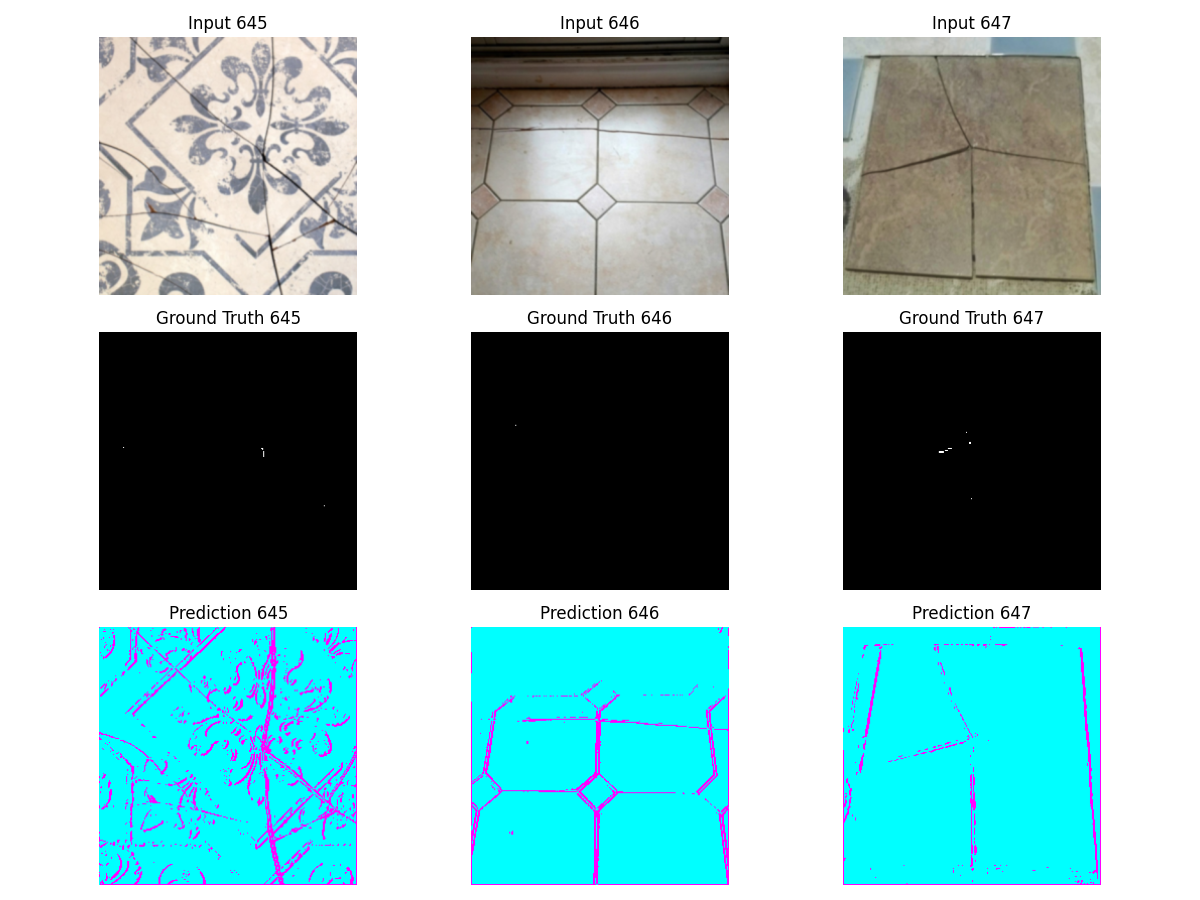 Input 645
Input 646
Input 647
Ground Truth 645
Ground Truth 646
Ground Truth 647
Prediction 645
Prediction 646
Prediction 647